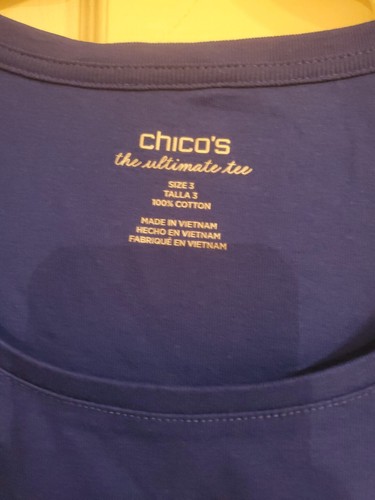 chico's
the ultimate tee
SIZE 3
TALLA 3
100% COTTON
MADE IN VIETNAM
HECHO EN VIETNAM
FABRIQUÉ EN VIETNAM